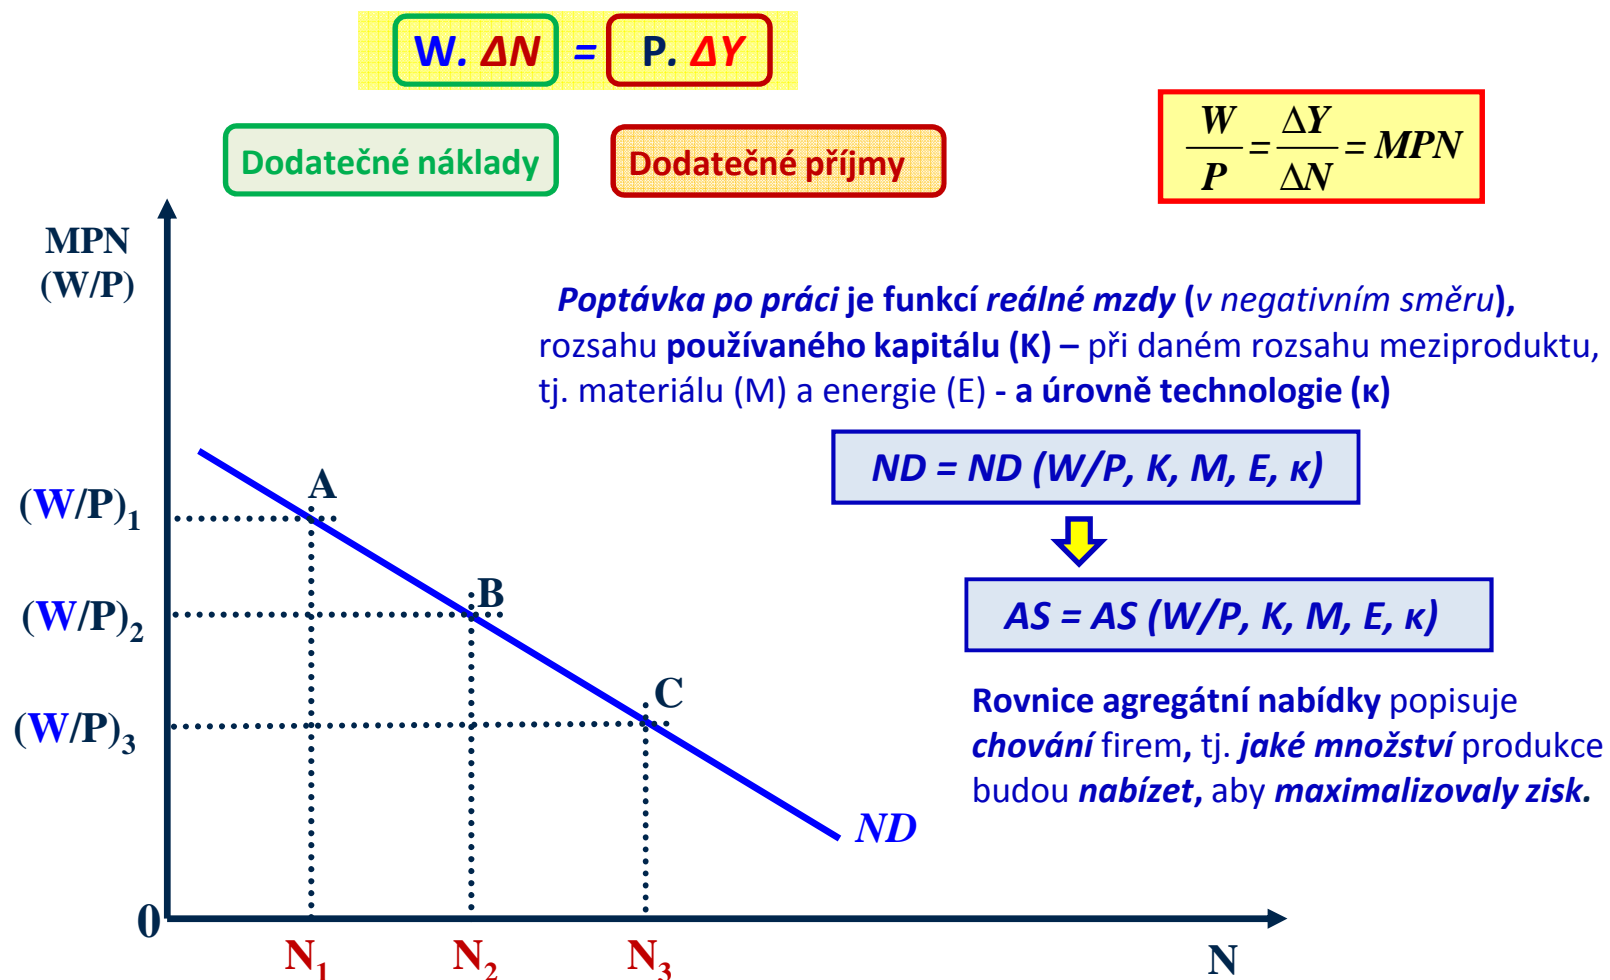 W. ΔN = P. ΔY
Dodatečné náklady
Dodatečné příjmy
W/P = ΔY/ΔN = MPN
MPN
(W/P)
Poptávka po práci je funkcí reálné mzdy (v negativním směru),
rozsahu používaného kapitálu (K) – při daném rozsahu meziproduktu,
tj. materiálu (M) a energie (E) - a úrovně technologie (κ)
ND = ND (W/P, K, M, E, κ)
AS = AS (W/P, K, M, E, κ)
Rovnice agregátní nabídky popisuje
chování firem, tj. jaké množství produkce
budou nabízet, aby maximalizovaly zisk.
(W/P)1
A
(W/P)2
B
(W/P)3
C
ND
0
N1
N2
N3
N